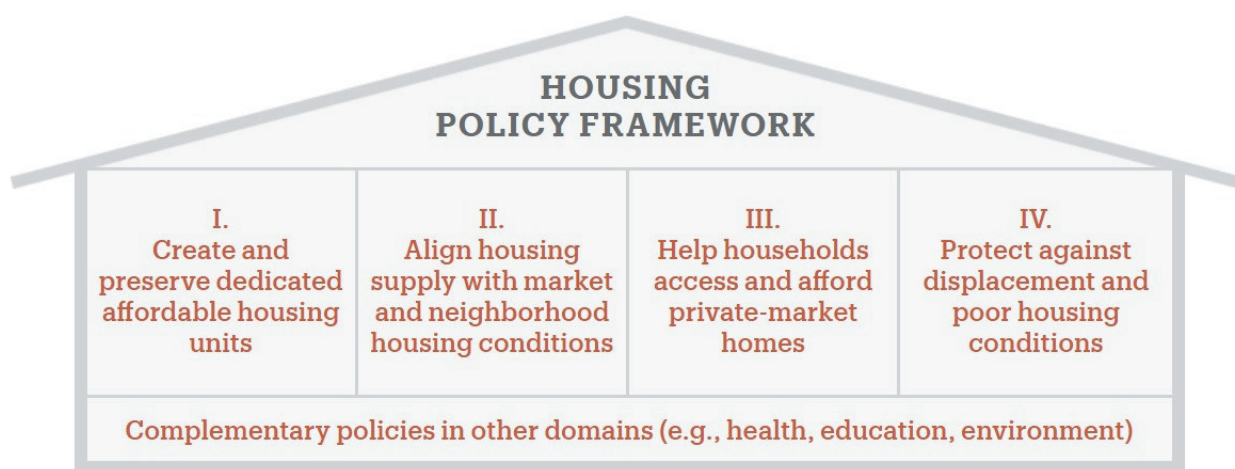 HOUSING
POLICY FRAMEWORK
I.
Create and
preserve dedicated
affordable housing
units
II.
Align housing
supply with market
and neighborhood
housing conditions
III.
Help households
access and afford
private-market
homes
IV.
Protect against
displacement and
poor housing
conditions
Complementary policies in other domains (e.g., health, education, environment)